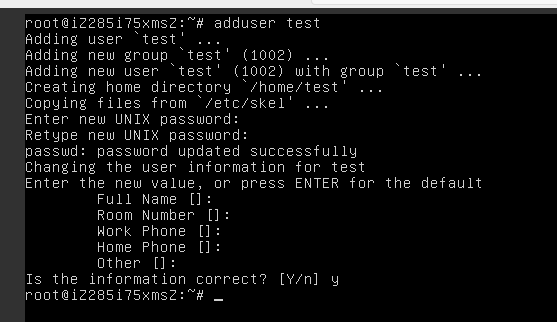 root@iZ285i75xmsZ:~# adduser test
Adding user `test' ...
Adding new group `test' (1002) ...
Adding new user `test' (1002) with group `test' ...
Creating home directory `/home/test' ...
Copying files from `/etc/skel' ...
Enter new UNIX password:
Retype new UNIX password:
passwd: password updated successfully
Changing the user information for test
Enter the new value, or press ENTER for the default
Full Name []:
Room Number []:
Work Phone []:
Home Phone []:
Other []:
Is the information correct? [Y/n] y
root@iZ285i75xmsZ:~# _